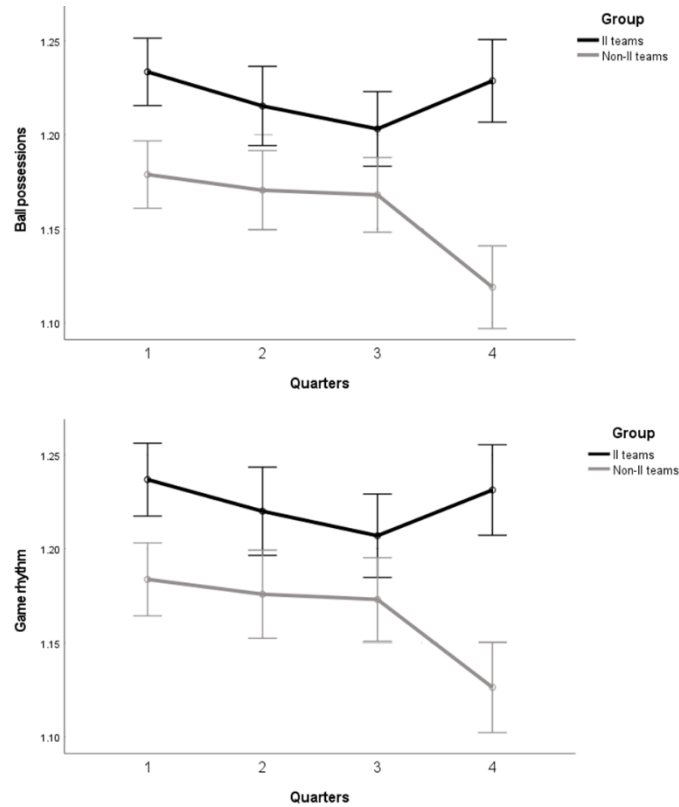 Group
II teams
Non-II teams
1.25
1.20
1.15
1.10
Ball possessions
1 2 3 4
Quarters
Group
II teams
Non-II teams
1.25
1.20
1.15
1.10
Game rhythm
1 2 3 4
Quarters